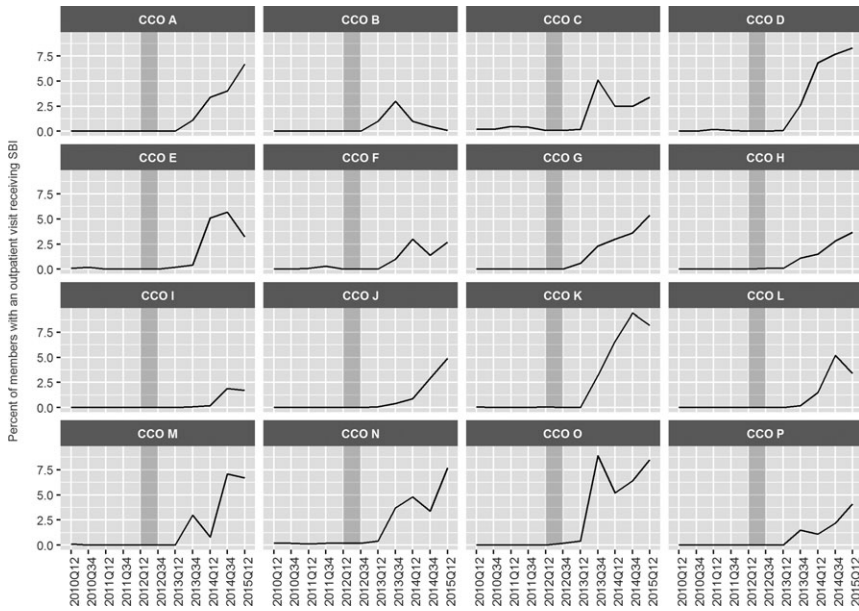 CCO A
CCO B
CCO C
CCO D
7.5
5.0
2.5
0.0
CCO E
CCO F
CCO G
CCO H
7.5
5.0
2.5
0.0
CCO I
CCO J
CCO K
CCO L
7.5
5.0
2.5
0.0
CCO M
CCO N
CCO O
CCO P
7.5
5.0
2.5
0.0
Percent of members with an outpatient visit receiving SBI
2010Q12
2010Q34
2011Q12
2011Q34
2012Q12
2012Q34
2013Q12
2013Q34
2014Q12
2014Q34
2015Q12
2010Q12
2010Q34
2011Q12
2011Q34
2012Q12
2012Q34
2013Q12
2013Q34
2014Q12
2014Q34
2015Q12
2010Q12
2010Q34
2011Q12
2011Q34
2012Q12
2012Q34
2013Q12
2013Q34
2014Q12
2014Q34
2015Q12
2010Q12
2010Q34
2011Q12
2011Q34
2012Q12
2012Q34
2013Q12
2013Q34
2014Q12
2014Q34
2015Q12